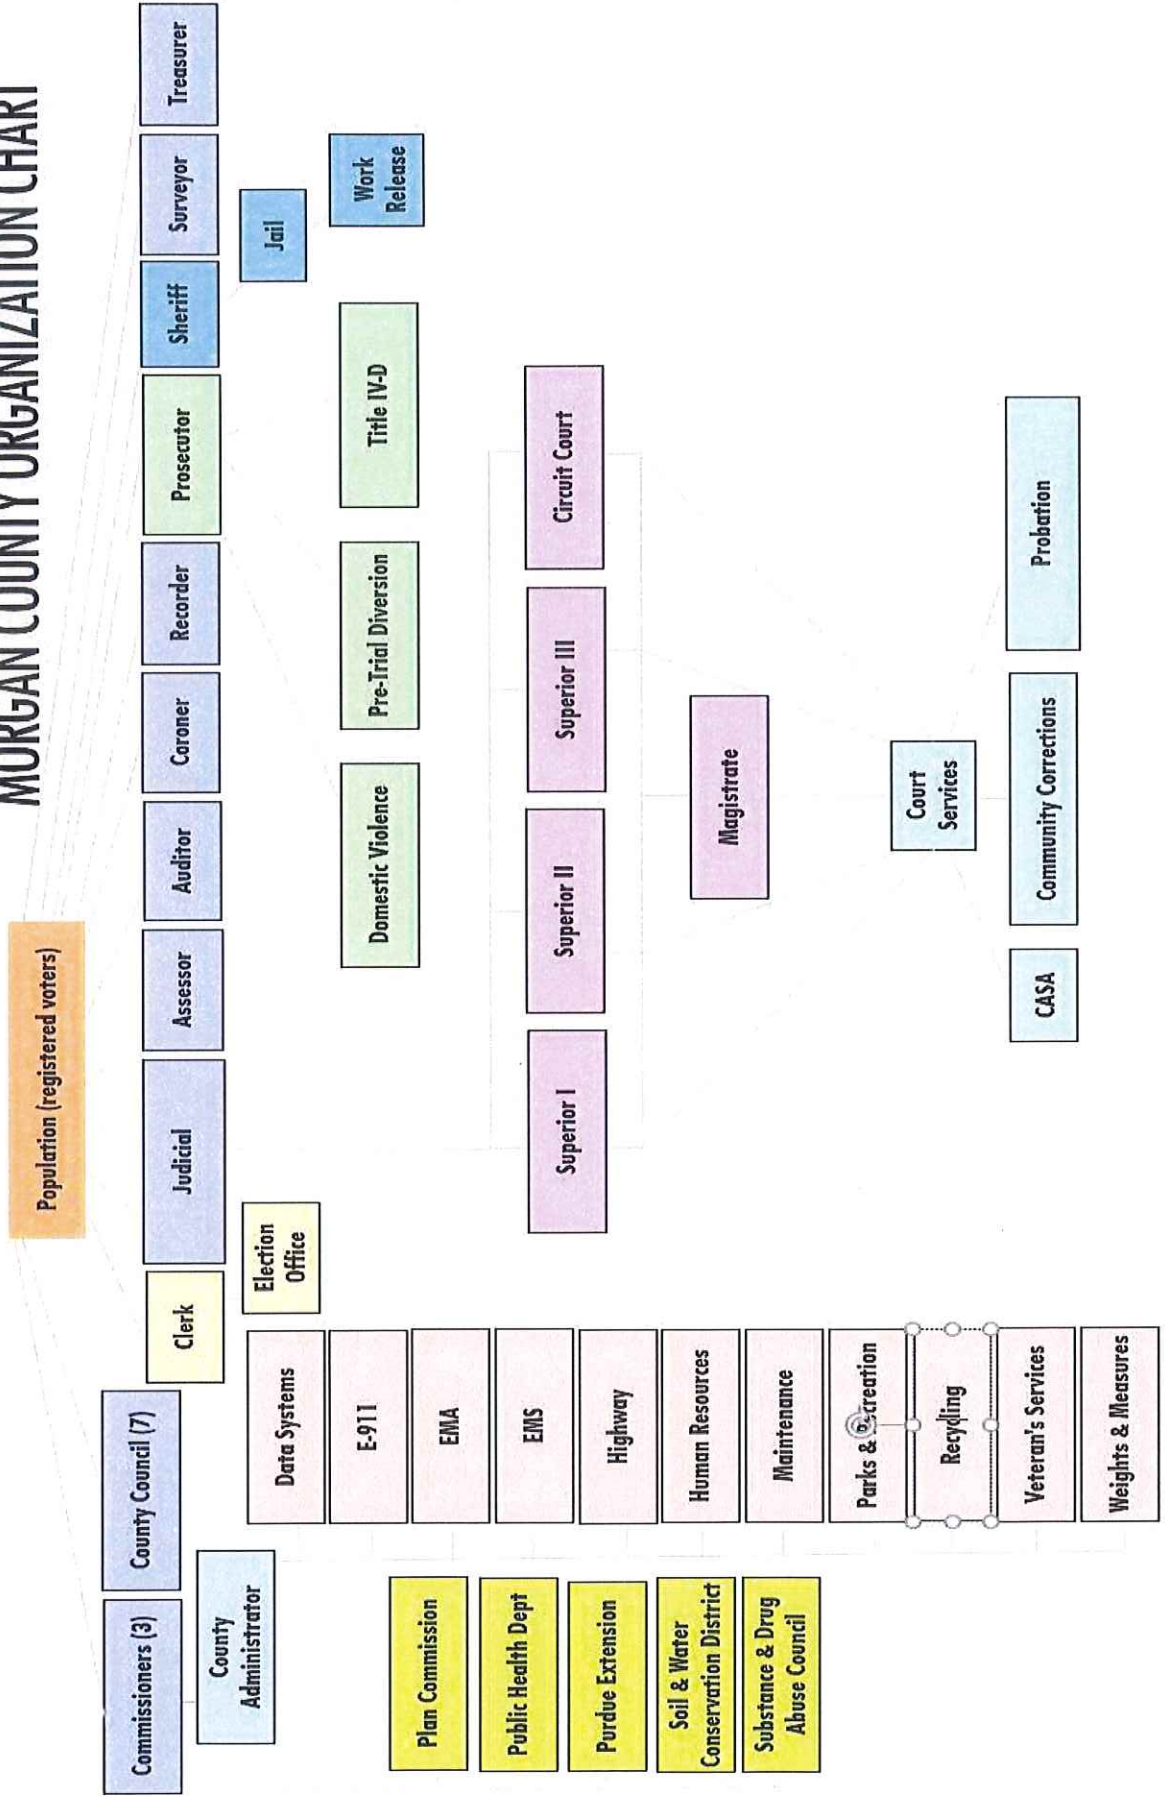 MORGAN COUNTY ORGANIZATION CHART
Population (registered voters)
Commissioners (3)
County Council (7)
Clerk
Judicial
Assessor
Auditor
Coroner
Recorder
Prosecutor
Sheriff
Surveyor
Treasurer
County
Administrator
Election
Office
Jail
Work
Release
Domestic Violence
Pre-Trial Diversion
Title IV-D
Superior I
Superior II
Superior III
Circuit Court
Magistrate
Court
Services
CASA
Community Corrections
Probation
Data Systems
E-911
EMA
EMS
Highway
Human Resources
Maintenance
Parks & Recreation
Recycling
Veteran's Services
Weights & Measures
Plan Commission
Public Health Dept
Purdue Extension
Soil & Water
Conservation District
Substance & Drug
Abuse Council